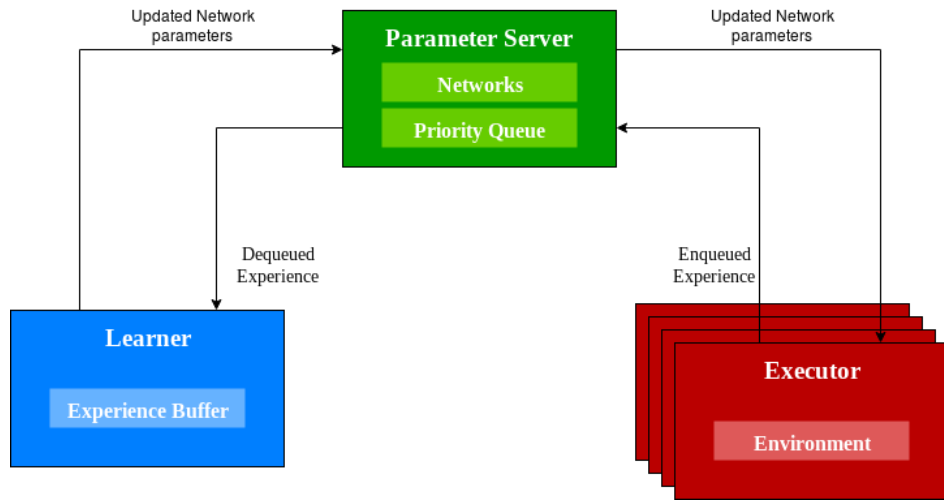 Updated Network
parameters
Updated Network
parameters
Parameter Server
Networks
Priority Queue
Dequeued
Experience
Enqueued
Experience
Learner
Experience Buffer
Executor
Environment